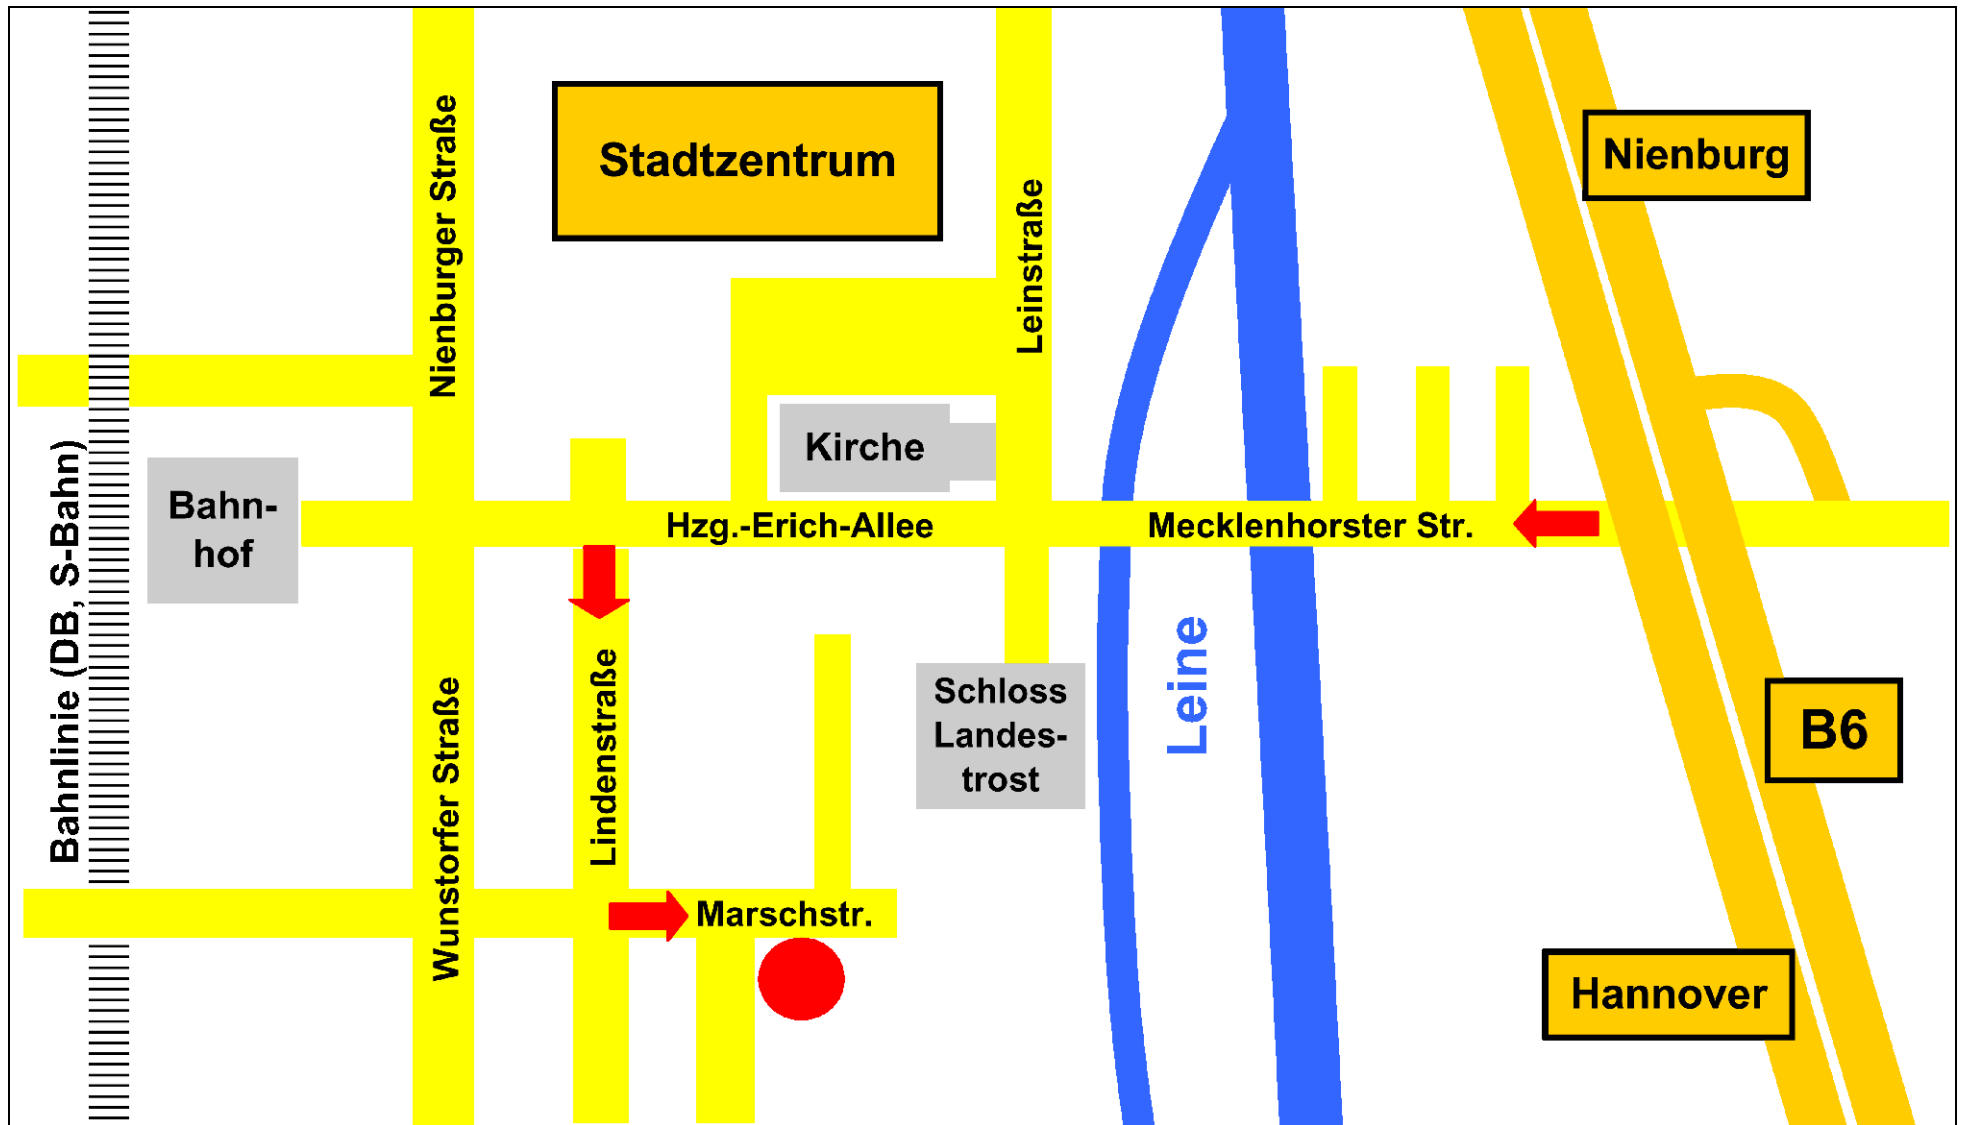 Stadtzentrum
Nienburg
Nienburger Straße
Leinstraße
Kirche
Bahn-
hof
Hzg.-Erich-Allee
Mecklenhorster Str.
Bahnlinie (DB, S-Bahn)
Wunstorfer Straße
Lindenstraße
Schloss
Landes-
trost
Leine
B6
Marschstr.
Hannover